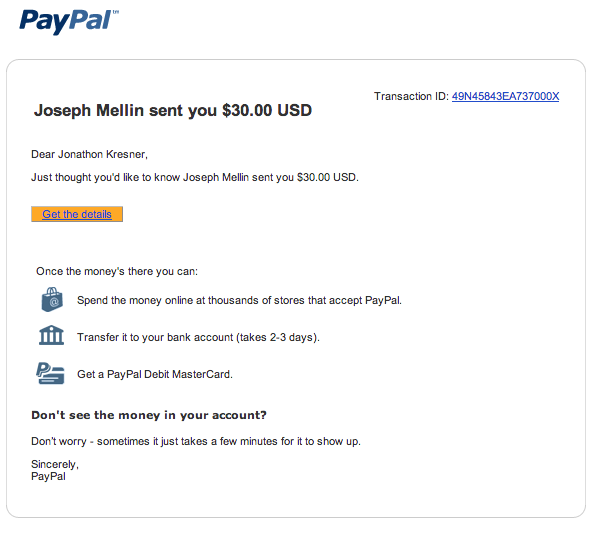 PayPal™
Transaction ID: 49N45843EA737000X
Joseph Mellin sent you $30.00 USD
Dear Jonathon Kresner,
Just thought you'd like to know Joseph Mellin sent you $30.00 USD.
Get the details
Once the money's there you can:
Spend the money online at thousands of stores that accept PayPal.
Transfer it to your bank account (takes 2-3 days).
Get a PayPal Debit MasterCard.
Don't see the money in your account?
Don't worry - sometimes it just takes a few minutes for it to show up.
Sincerely,
PayPal